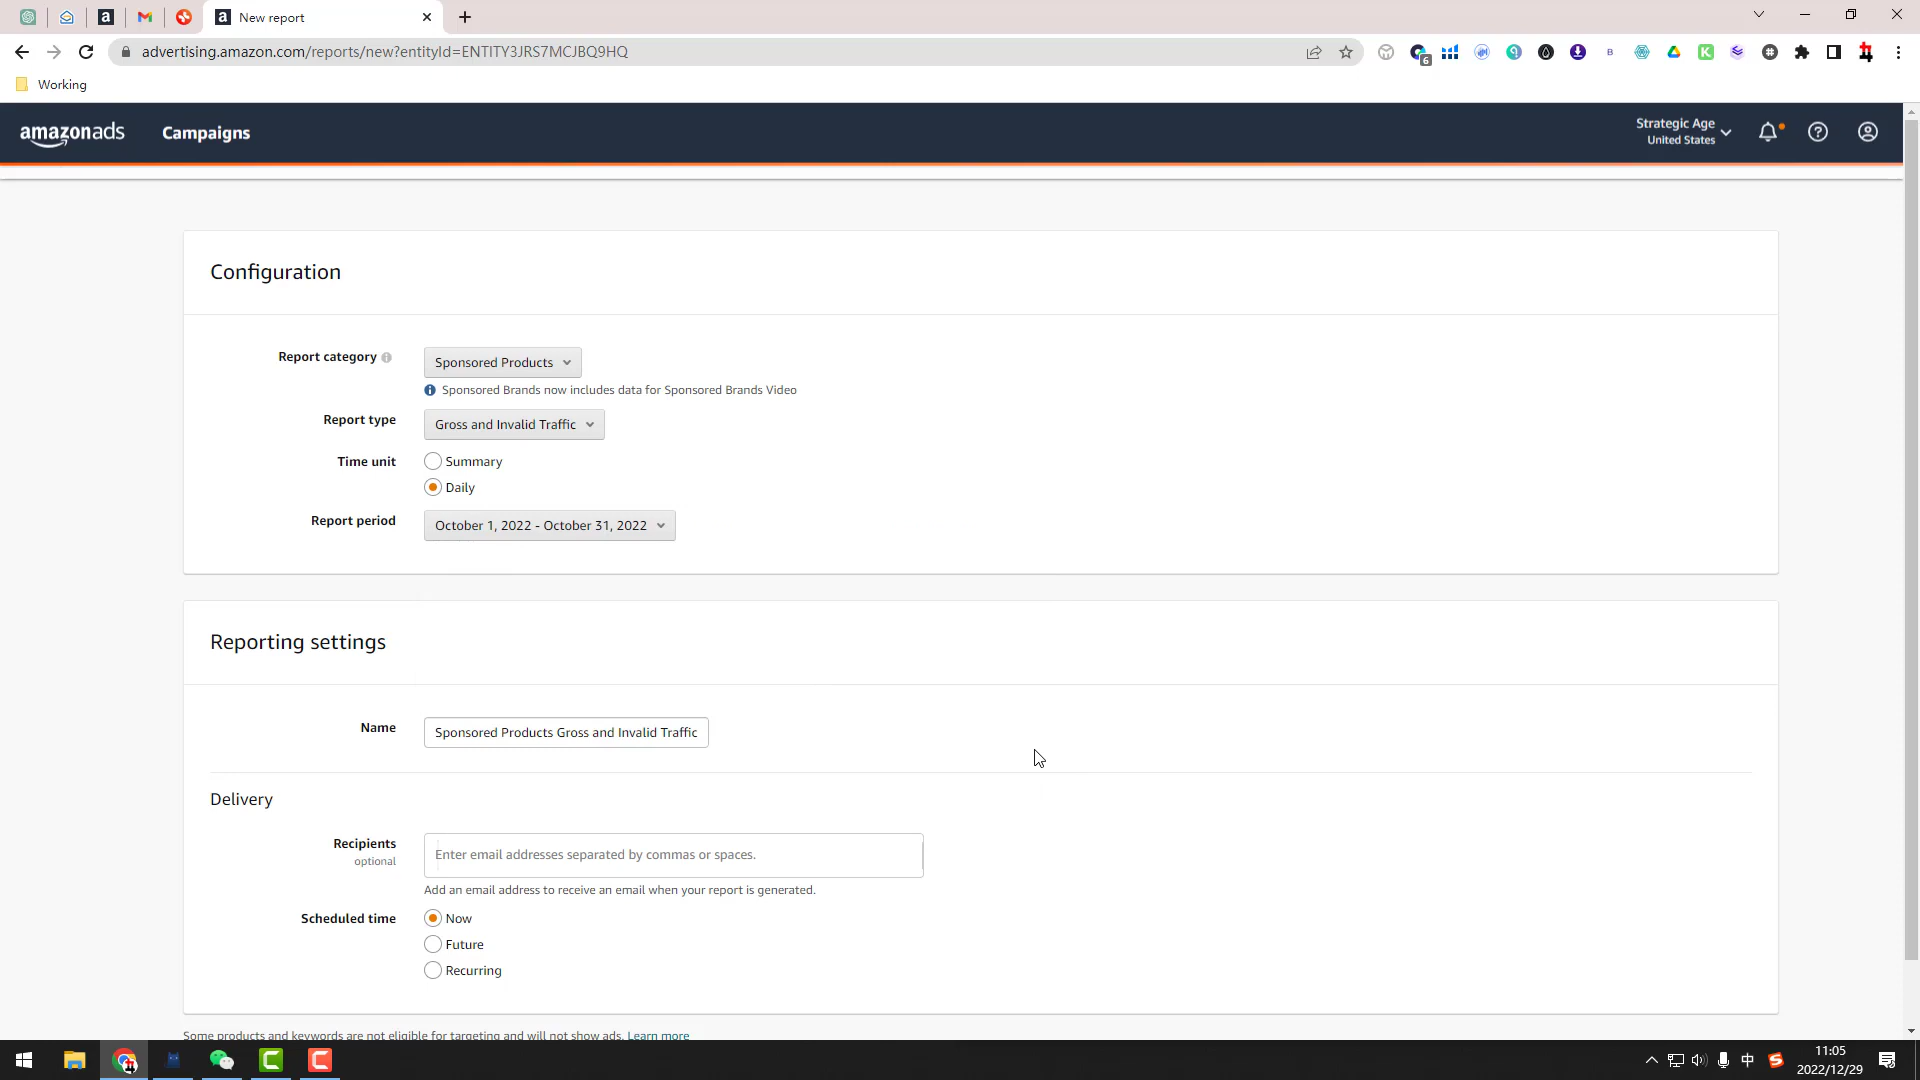 New report
advertising.amazon.com/reports/new?entityId=ENTITY3JRS7MCJBQ9HQ
6
B
K
Working
amazonads
Campaigns
Strategic Age
United States
Configuration
Report category
Sponsored Products
Sponsored Brands now includes data for Sponsored Brands Video
Report type
Gross and Invalid Traffic
Time unit
Summary
Daily
Report period
October 1, 2022 - October 31, 2022
Reporting settings
Name
Sponsored Products Gross and Invalid Traffic
Delivery
Recipients
optional
Enter email addresses separated by commas or spaces.
Add an email address to receive an email when your report is generated.
Scheduled time
Now
Future
Recurring
Some products and keywords are not eligible for targeting and will not show ads. Learn more
中
11:05
2022/12/29